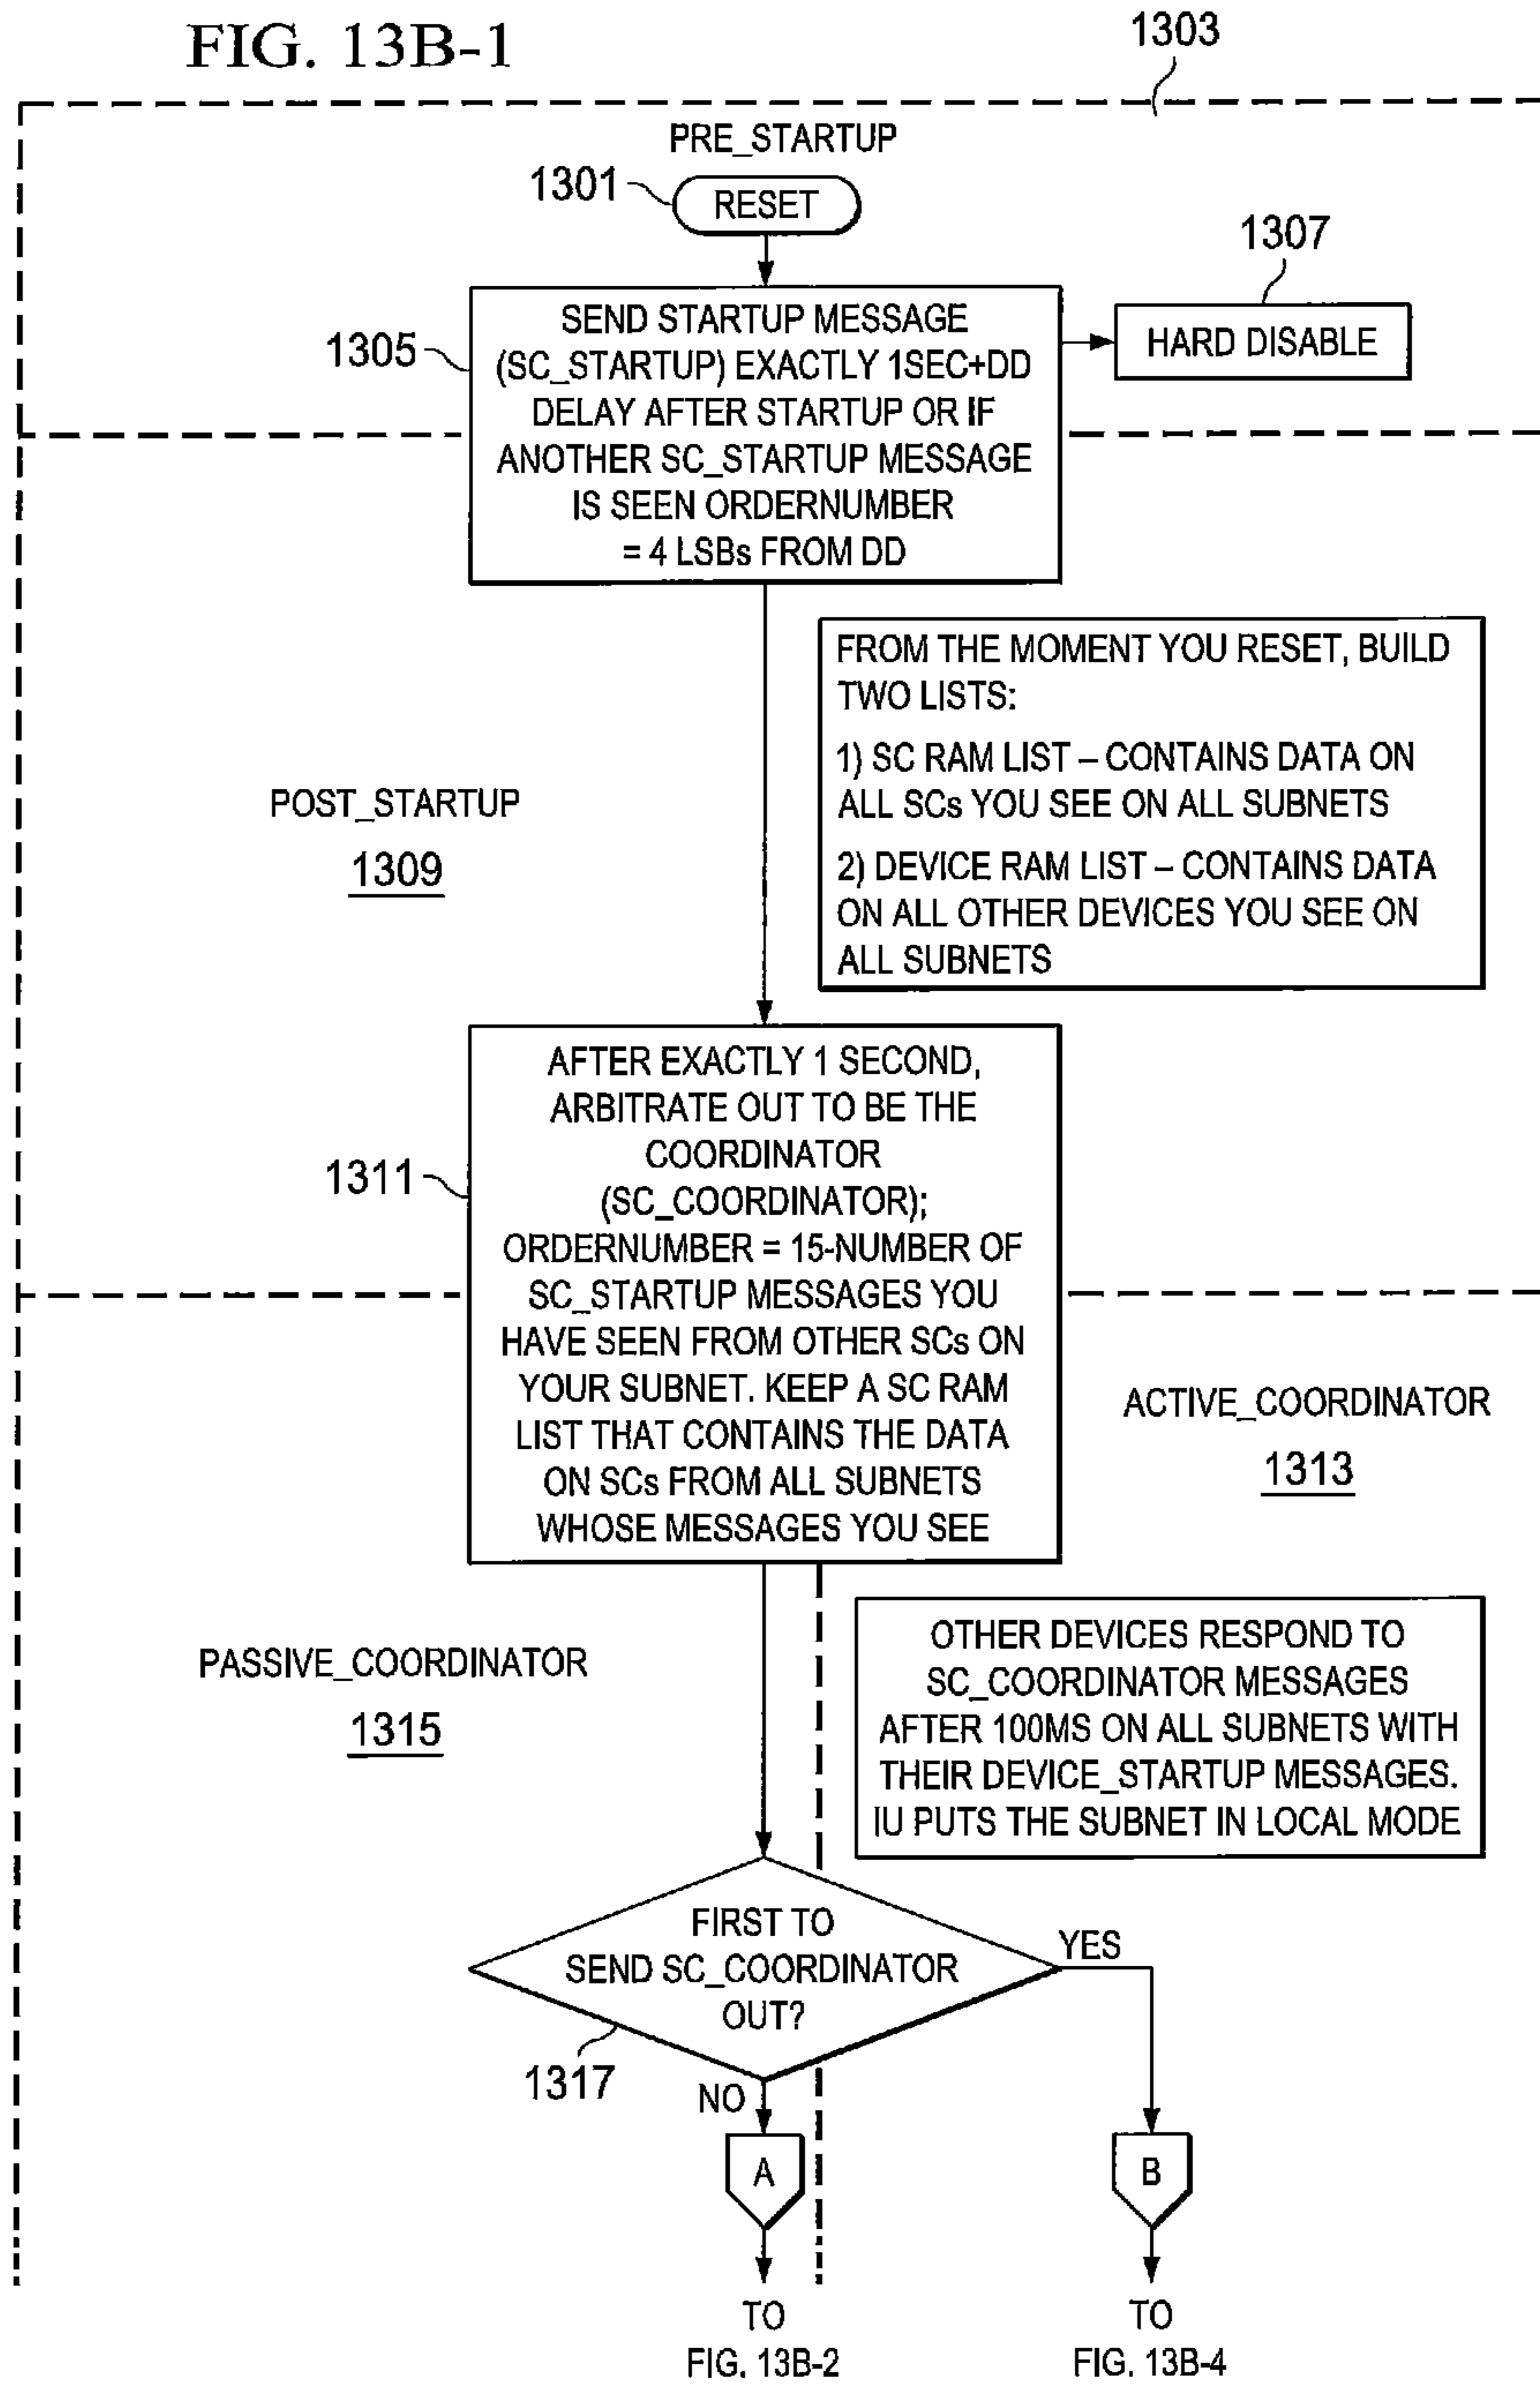 FIG. 13B-1
1303
PRE_STARTUP
1301
RESET
1307
HARD DISABLE
1305
SEND STARTUP MESSAGE
(SC_STARTUP) EXACTLY 1SEC+DD
DELAY AFTER STARTUP OR IF
ANOTHER SC_STARTUP MESSAGE
IS SEEN ORDERNUMBER
= 4 LSBs FROM DD
FROM THE MOMENT YOU RESET, BUILD
TWO LISTS:
1) SC RAM LIST – CONTAINS DATA ON
ALL SCs YOU SEE ON ALL SUBNETS
2) DEVICE RAM LIST – CONTAINS DATA
ON ALL OTHER DEVICES YOU SEE ON
ALL SUBNETS
POST_STARTUP
1309
1311
AFTER EXACTLY 1 SECOND,
ARBITRATE OUT TO BE THE
COORDINATOR
(SC_COORDINATOR);
ORDERNUMBER = 15-NUMBER OF
SC_STARTUP MESSAGES YOU
HAVE SEEN FROM OTHER SCs ON
YOUR SUBNET. KEEP A SC RAM
LIST THAT CONTAINS THE DATA
ON SCs FROM ALL SUBNETS
WHOSE MESSAGES YOU SEE
ACTIVE_COORDINATOR
1313
PASSIVE_COORDINATOR
1315
OTHER DEVICES RESPOND TO
SC_COORDINATOR MESSAGES
AFTER 100MS ON ALL SUBNETS WITH
THEIR DEVICE_STARTUP MESSAGES.
IU PUTS THE SUBNET IN LOCAL MODE
FIRST TO
SEND SC_COORDINATOR
OUT?
YES
1317
NO
A
B
TO
FIG. 13B-2
TO
FIG. 13B-4